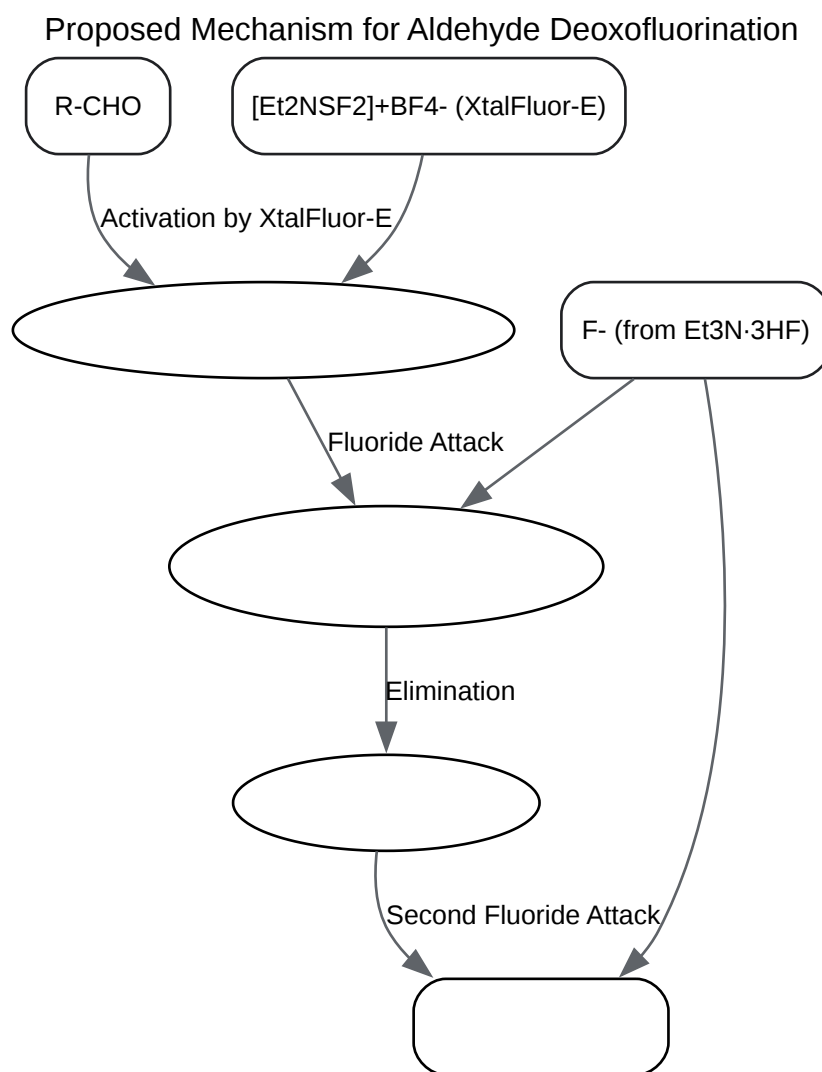 Proposed Mechanism for Aldehyde Deoxofluorination
R-CHO
[Et2NSF2]+BF4- (XtalFluor-E)
Activation by XtalFluor-E
F- (from Et3N·3HF)
Fluoride Attack
Elimination
Second Fluoride Attack